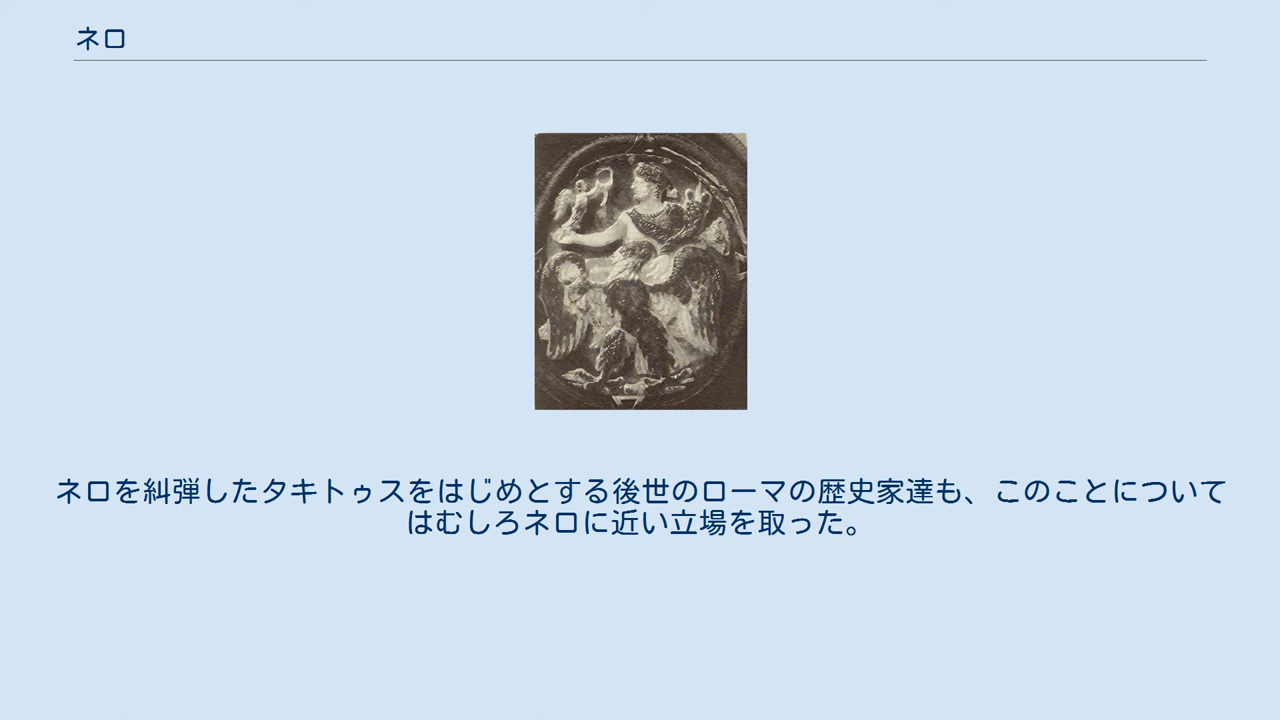 ネロ
ネロを糾弾したタキトゥスをはじめとする後世のローマの歴史家達も、このことについて
はむしろネロに近い立場を取った。